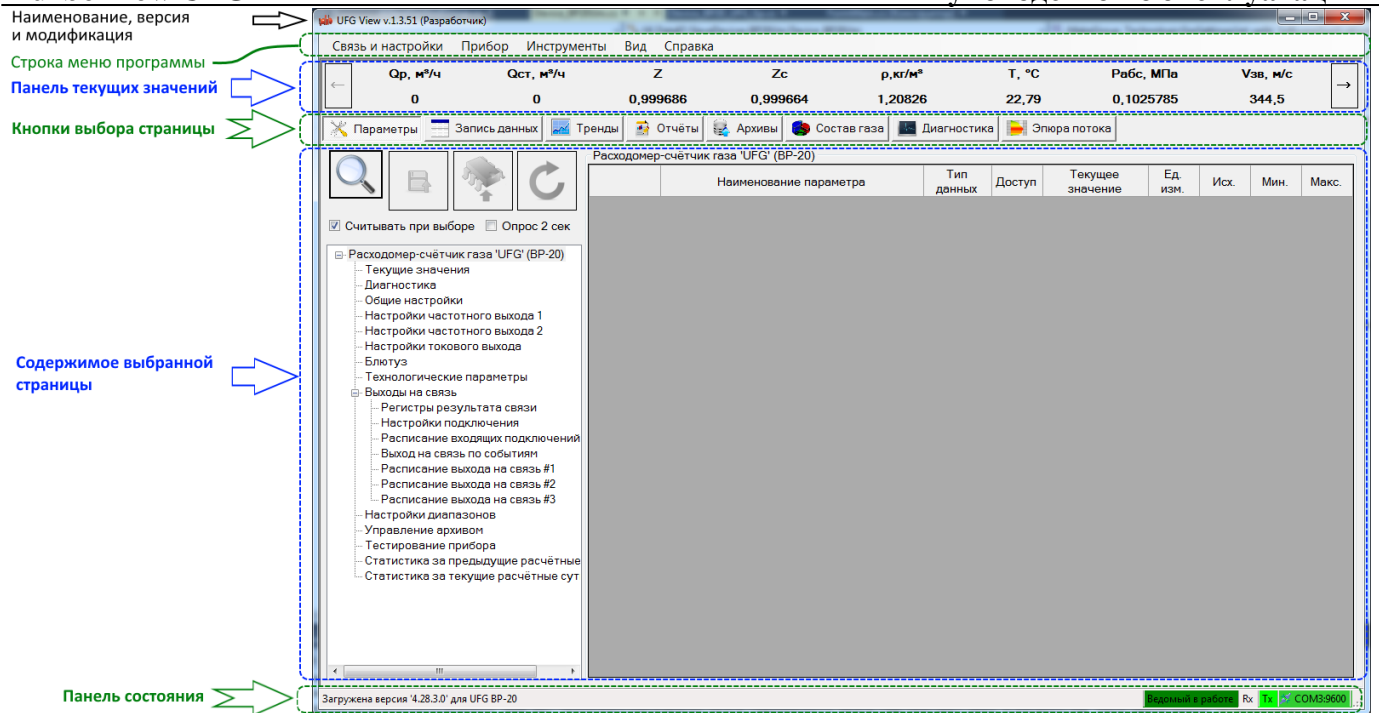 Наименование, версия
и модификация
UFG View v.1.3.51 (Разработчик)
Строка меню программы
Связь и настройки Прибор Инструменты Вид Справка
Панель текущих значений
← Qp, м³/ч Qст, м³/ч Z Zc ρ,кг/м³ T, °C Pабс, МПа Vзв, м/с →
0 0 0,999686 0,999664 1,20826 22,79 0,1025785 344,5
Кнопки выбора страницы
Параметры Запись данных Тренды Отчёты Архивы Состав газа Диагностика Эпюра потока
Расходомер-счётчик газа 'UFG' (ВР-20)
Наименование параметра Тип данных Доступ Текущее значение Ед. изм. Исх. Мин. Макс.
Считывать при выборе Опрос 2 сек
Расходомер-счётчик газа 'UFG' (ВР-20)
Текущие значения
Диагностика
Общие настройки
Настройки частотного выхода 1
Настройки частотного выхода 2
Настройки токового выхода
Блютуз
Технологические параметры
Выходы на связь
Регистры результата связи
Настройки подключения
Расписание входящих подключений
Выход на связь по событиям
Расписание выхода на связь #1
Расписание выхода на связь #2
Расписание выхода на связь #3
Настройки диапазонов
Управление архивом
Тестирование прибора
Статистика за предыдущие расчётные
Статистика за текущие расчётные сут
Содержимое выбранной
страницы
Панель состояния
Загружена версия '4.28.3.0' для UFG ВР-20
Ведомый в работе Rx Tx COM3:9600